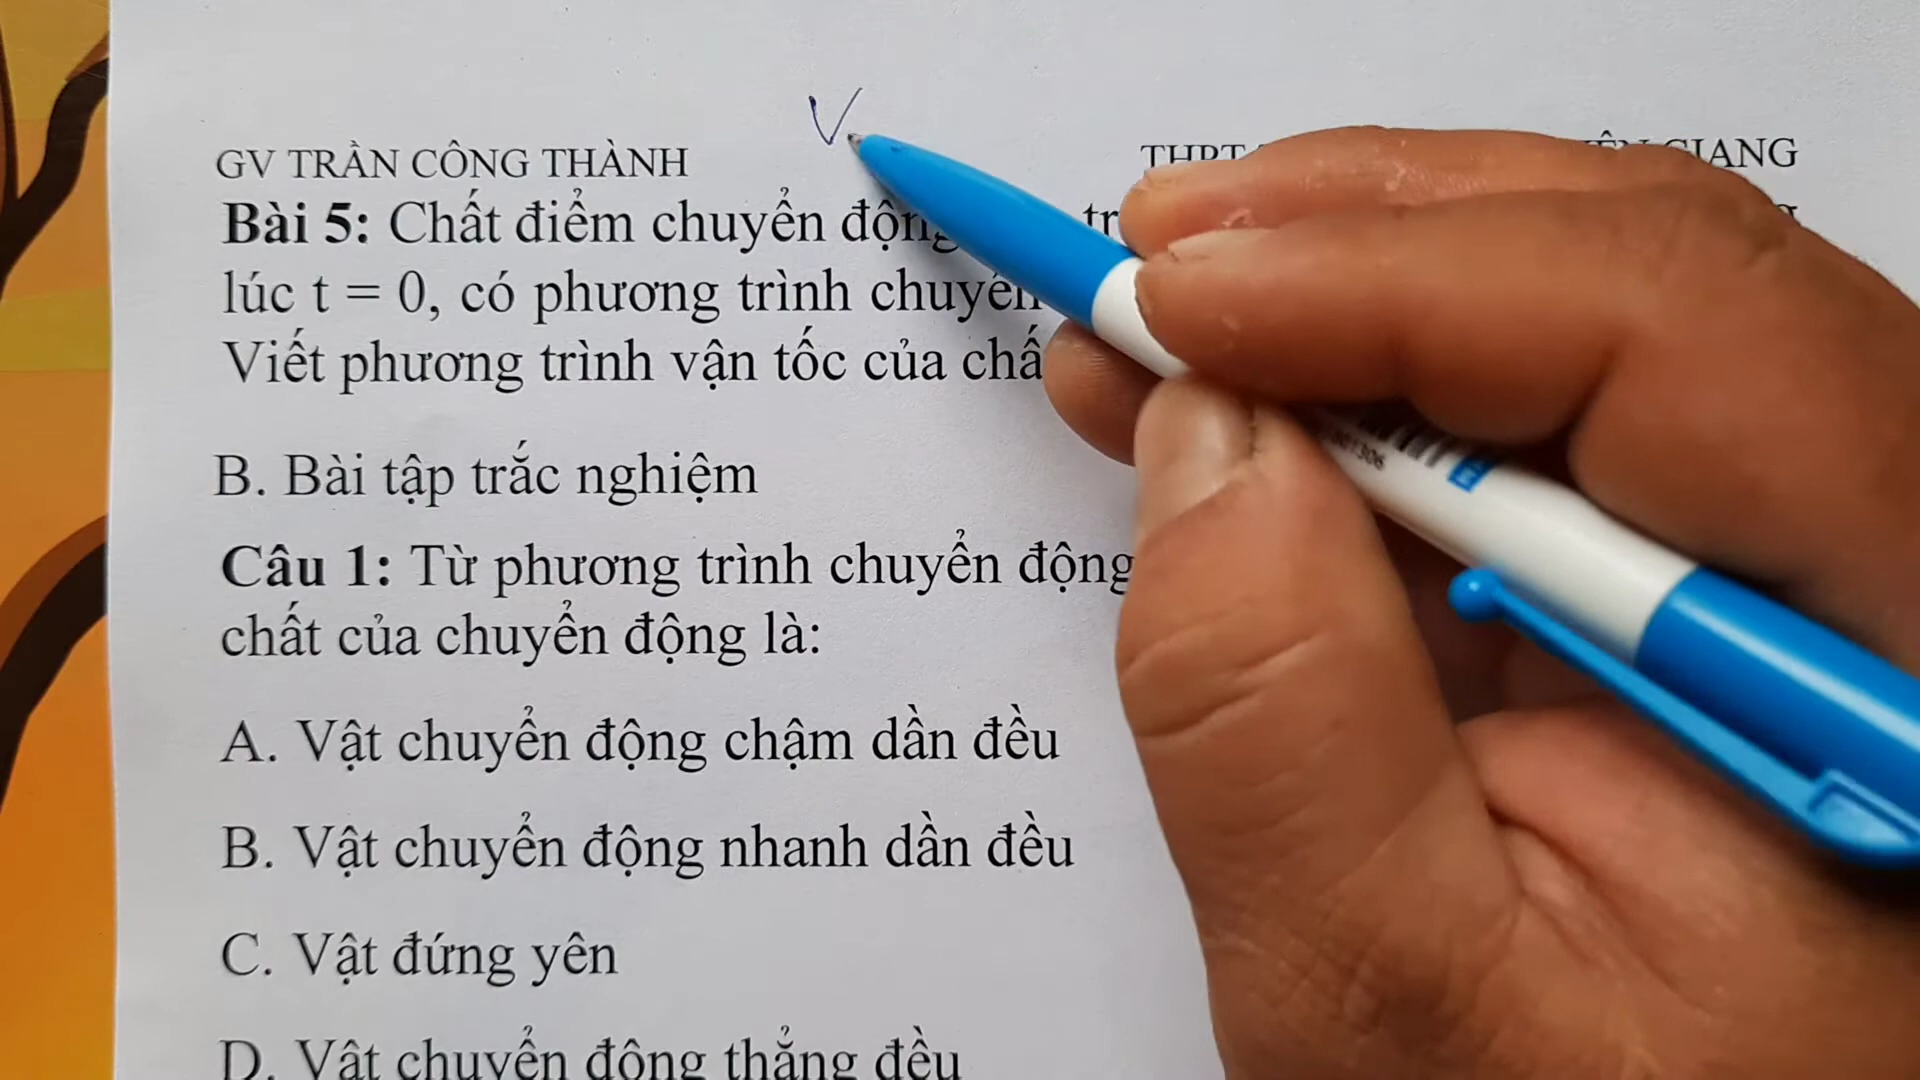 V
GV TRẦN CÔNG THÀNH THPT GIANG
Bài 5: Chất điểm chuyển động
lúc t = 0, có phương trình chuyển
Viết phương trình vận tốc của
B. Bài tập trắc nghiệm
Câu 1: Từ phương trình chuyển động
chất của chuyển động là:
A. Vật chuyển động chậm dần đều
B. Vật chuyển động nhanh dần đều
C. Vật đứng yên
D. Vật chuyển động thẳng đều